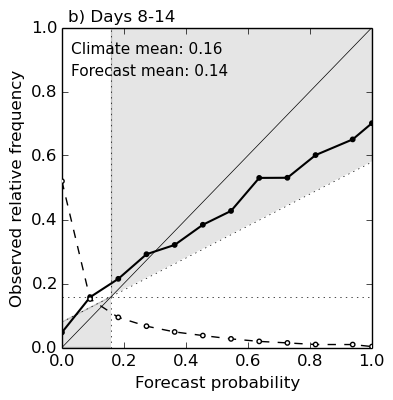 b) Days 8-14
Climate mean: 0.16
Forecast mean: 0.14
1.0
0.8
0.6
0.4
0.2
0.0
Observed relative frequency
0.0 0.2 0.4 0.6 0.8 1.0
Forecast probability